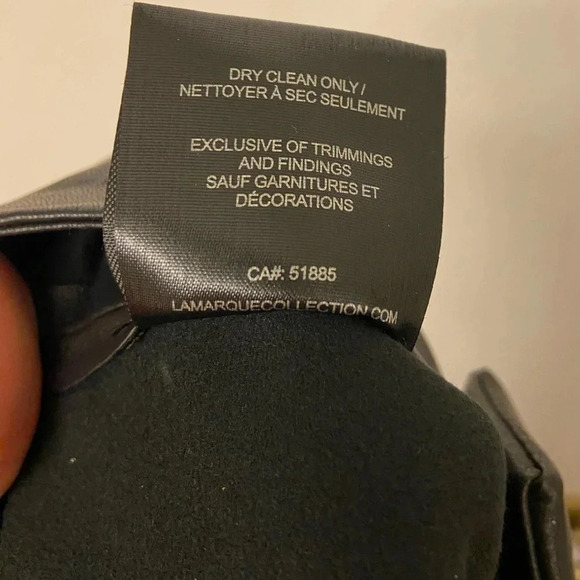 DRY CLEAN ONLY /
NETTOYER À SEC SEULEMENT
EXCLUSIVE OF TRIMMINGS
AND FINDINGS
SAUF GARNITURES ET
DÉCORATIONS
CA#: 51885
LAMARQUECOLLECTION.COM